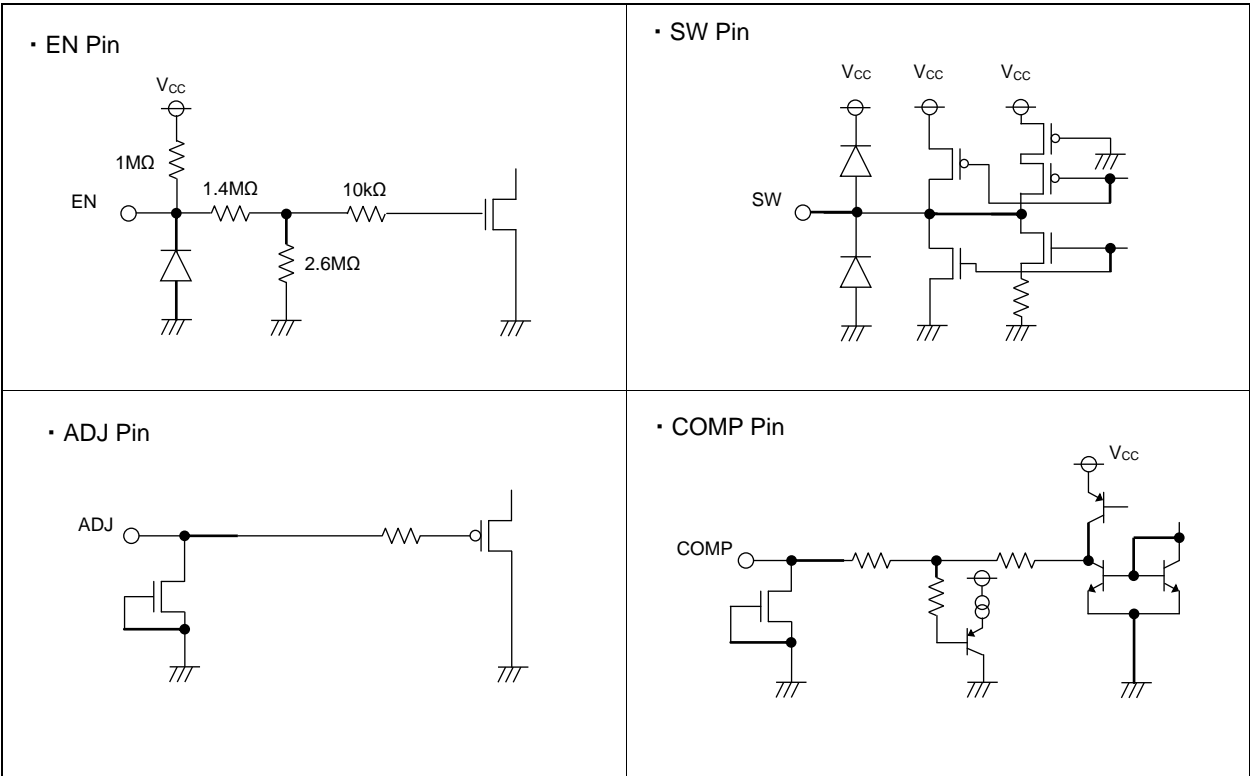 ・EN Pin
VCC
1MΩ
EN
1.4MΩ
10kΩ
2.6MΩ
・SW Pin
VCC VCC VCC
SW
・ADJ Pin
ADJ
・COMP Pin
VCC
COMP